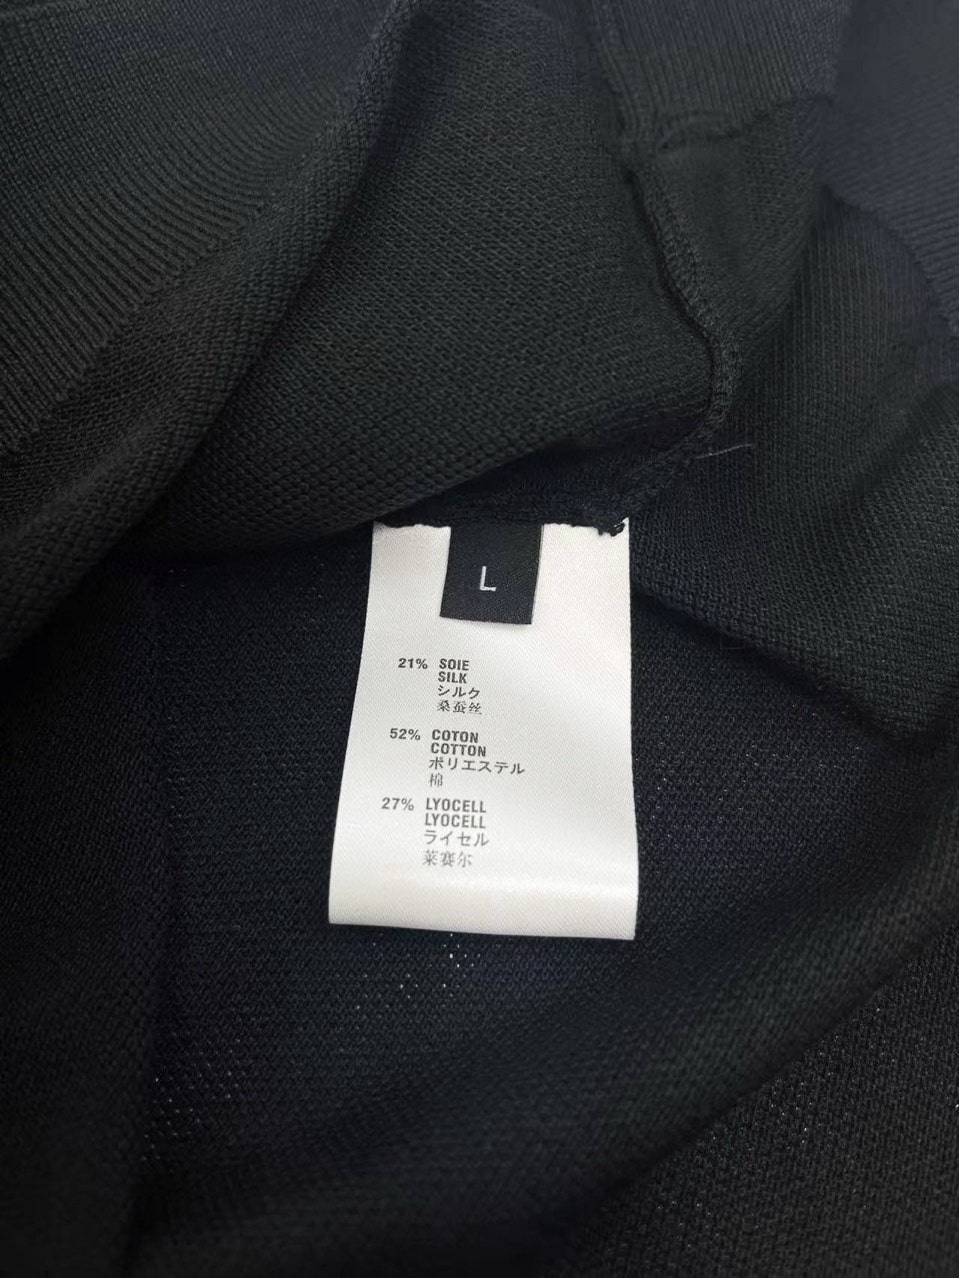 L
21% SOIE
SILK
シルク
桑蚕丝
52% COTON
COTTON
ポリエステル
棉
27% LYOCELL
LYOCELL
ライセル
莱赛尔